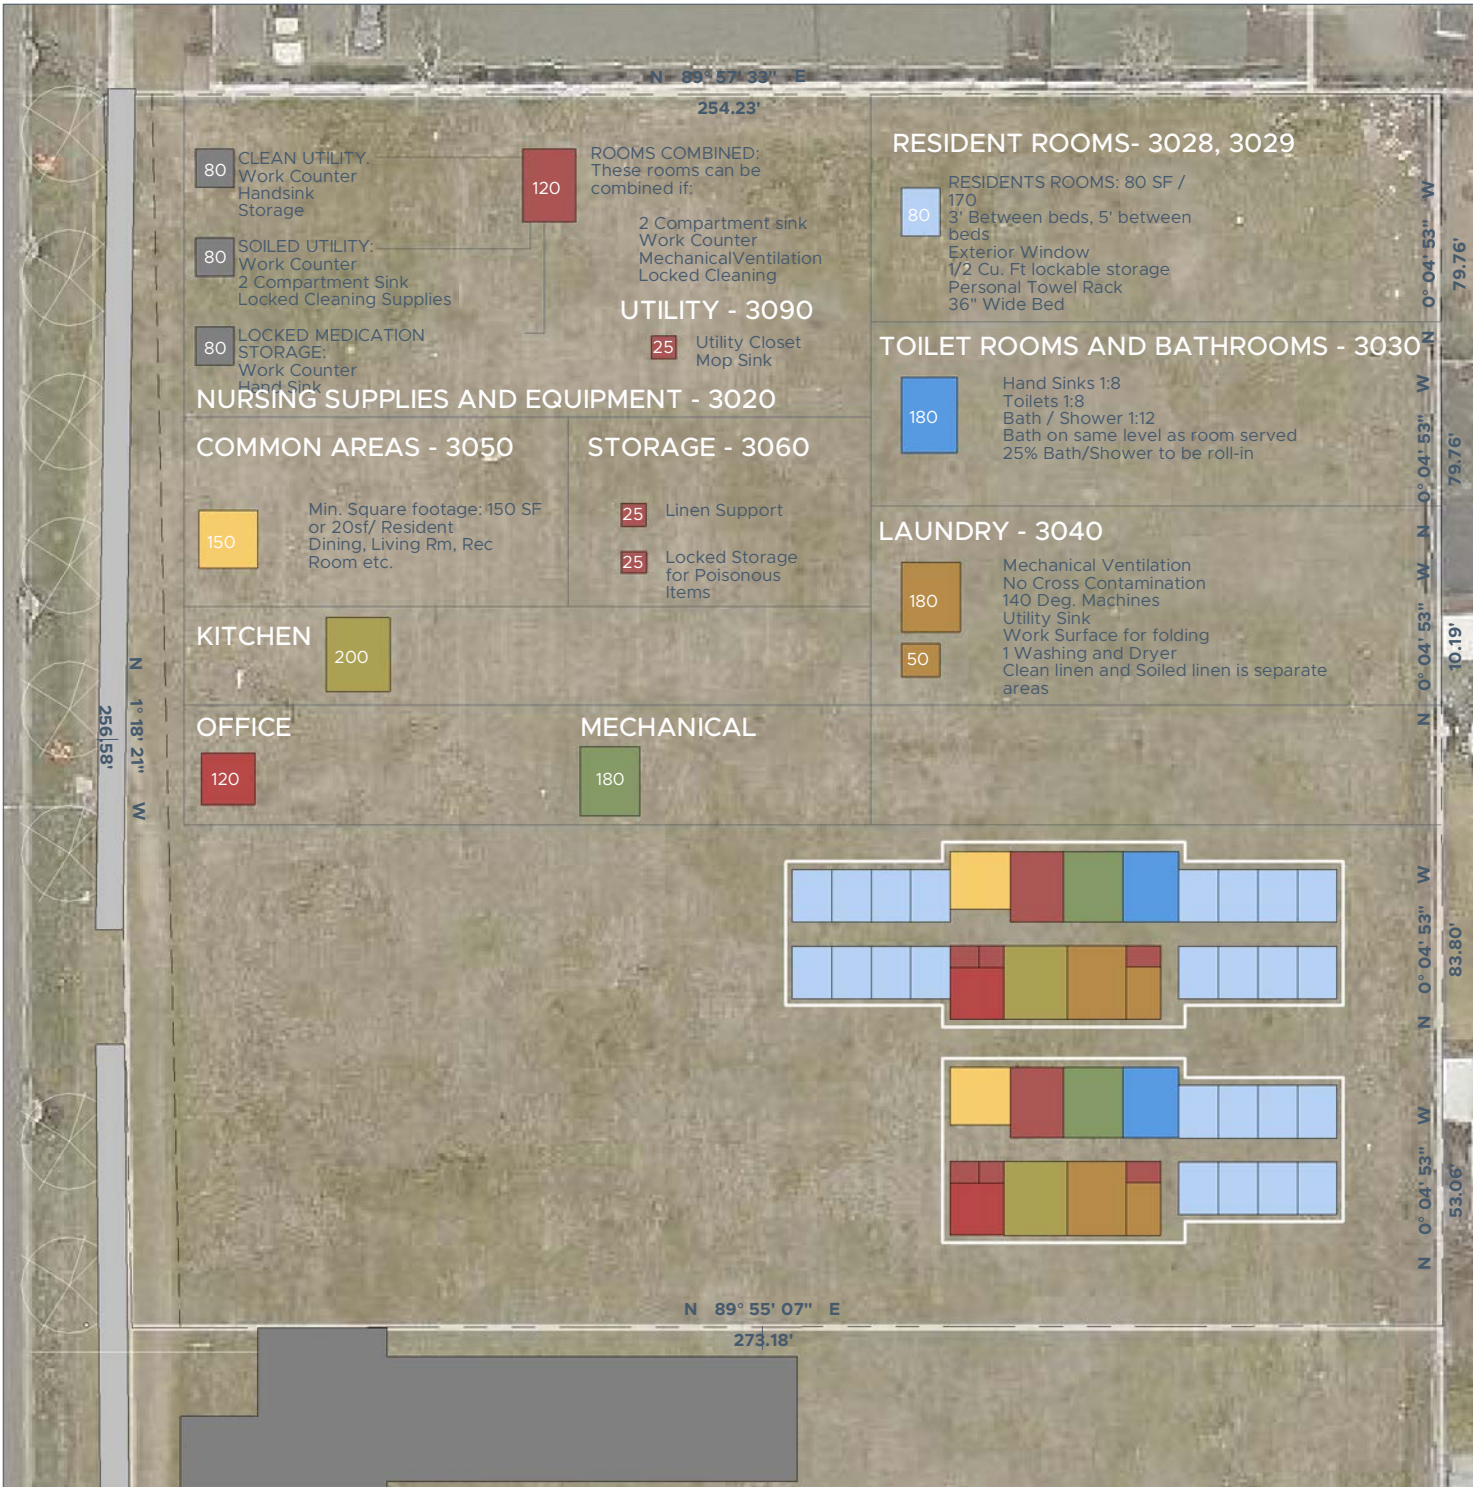 N 89° 57' 33" E
254.23'
80
CLEAN UTILITY:
Work Counter
Handsink
Storage
80
SOILED UTILITY:
Work Counter
2 Compartment Sink
Locked Cleaning Supplies
80
LOCKED MEDICATION
STORAGE:
Work Counter
Hand Sink
120
ROOMS COMBINED:
These rooms can be
combined if:
2 Compartment sink
Work Counter
MechanicalVentilation
Locked Cleaning
UTILITY - 3090
25
Utility Closet
Mop Sink
NURSING SUPPLIES AND EQUIPMENT - 3020
RESIDENT ROOMS- 3028, 3029
80
RESIDENTS ROOMS: 80 SF /
170
3' Between beds, 5' between
beds
Exterior Window
1/2 Cu. Ft lockable storage
Personal Towel Rack
36" Wide Bed
TOILET ROOMS AND BATHROOMS - 3030
180
Hand Sinks 1:8
Toilets 1:8
Bath / Shower 1:12
Bath on same level as room served
25% Bath/Shower to be roll-in
COMMON AREAS - 3050
150
Min. Square footage: 150 SF
or 20sf/ Resident
Dining, Living Rm, Rec
Room etc.
STORAGE - 3060
25
Linen Support
25
Locked Storage
for Poisonous
Items
LAUNDRY - 3040
180
50
Mechanical Ventilation
No Cross Contamination
140 Deg. Machines
Utility Sink
Work Surface for folding
1 Washing and Dryer
Clean linen and Soiled linen is separate
areas
KITCHEN
200
OFFICE
120
MECHANICAL
180
N 1° 18' 21" W
256.58'
N 0° 04' 53" W
79.76'
N 0° 04' 53" W
79.76'
N 0° 04' 53" W
10.19'
N 0° 04' 53" W
83.80'
N 0° 04' 53" W
53.06'
N 89° 55' 07" E
273.18'